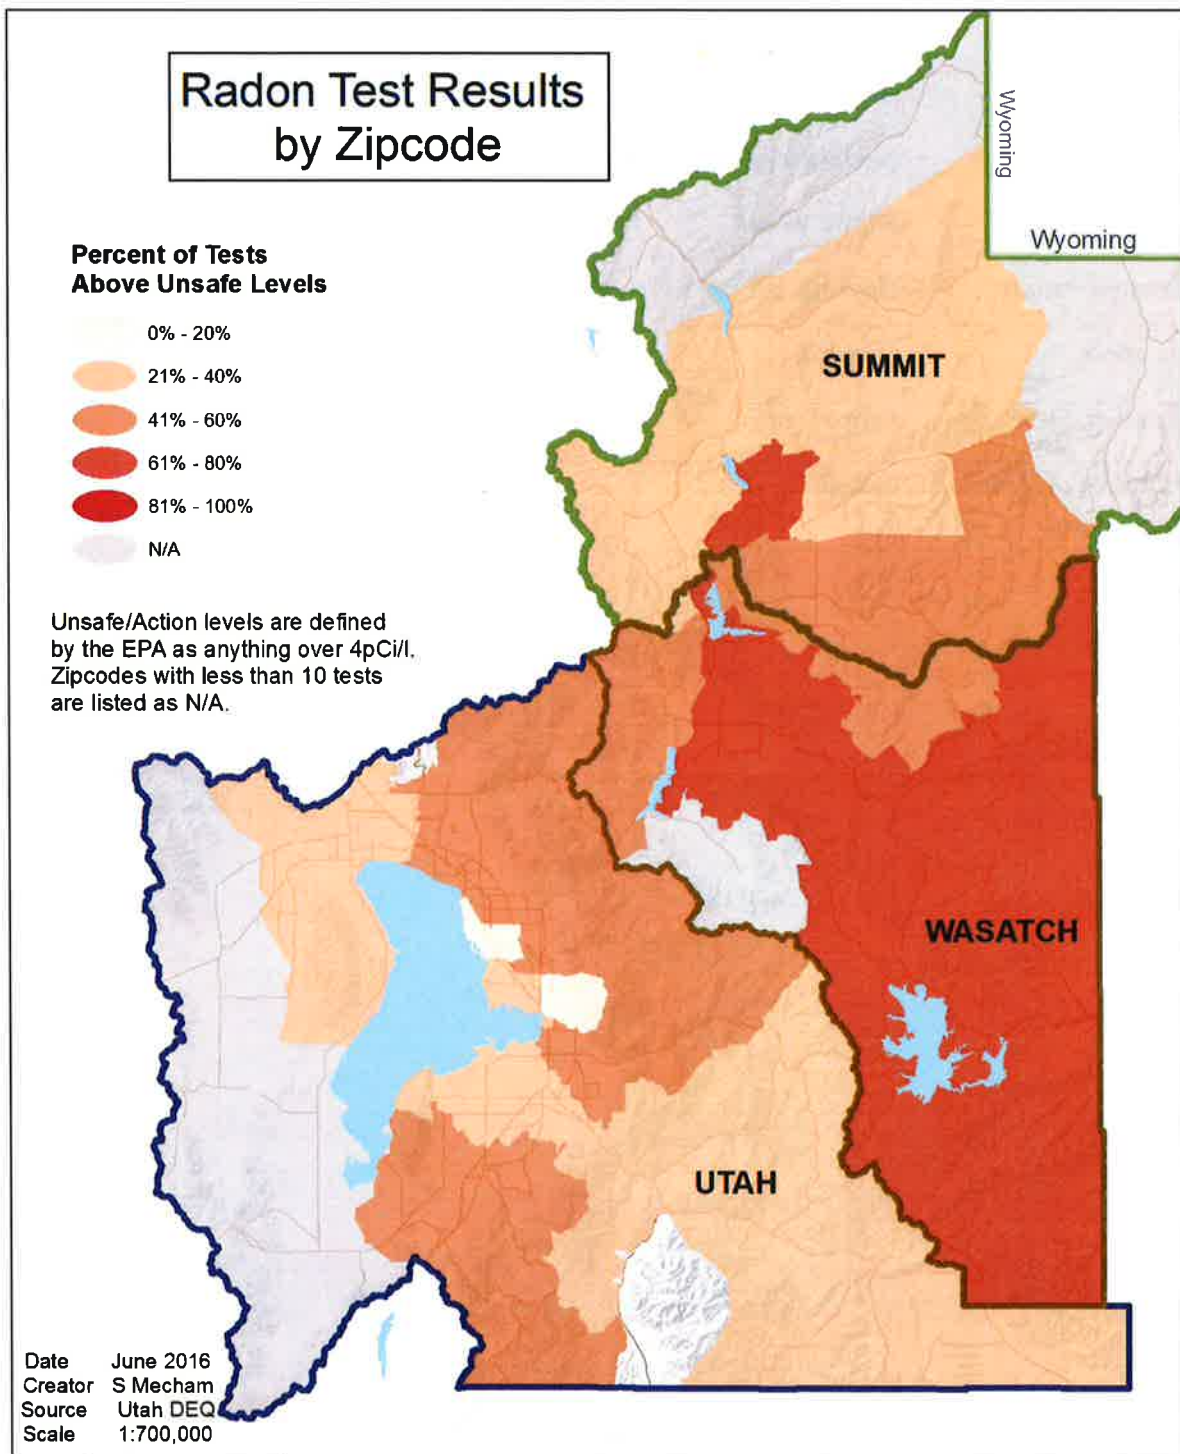 Radon Test Results
by Zipcode
Wyoming
Wyoming
Percent of Tests
Above Unsafe Levels
0% - 20%
21% - 40%
41% - 60%
61% - 80%
81% - 100%
N/A
SUMMIT
Unsafe/Action levels are defined
by the EPA as anything over 4pCi/l.
Zipcodes with less than 10 tests
are listed as N/A.
WASATCH
UTAH
Date June 2016
Creator S Mecham
Source Utah DEQ
Scale 1:700,000